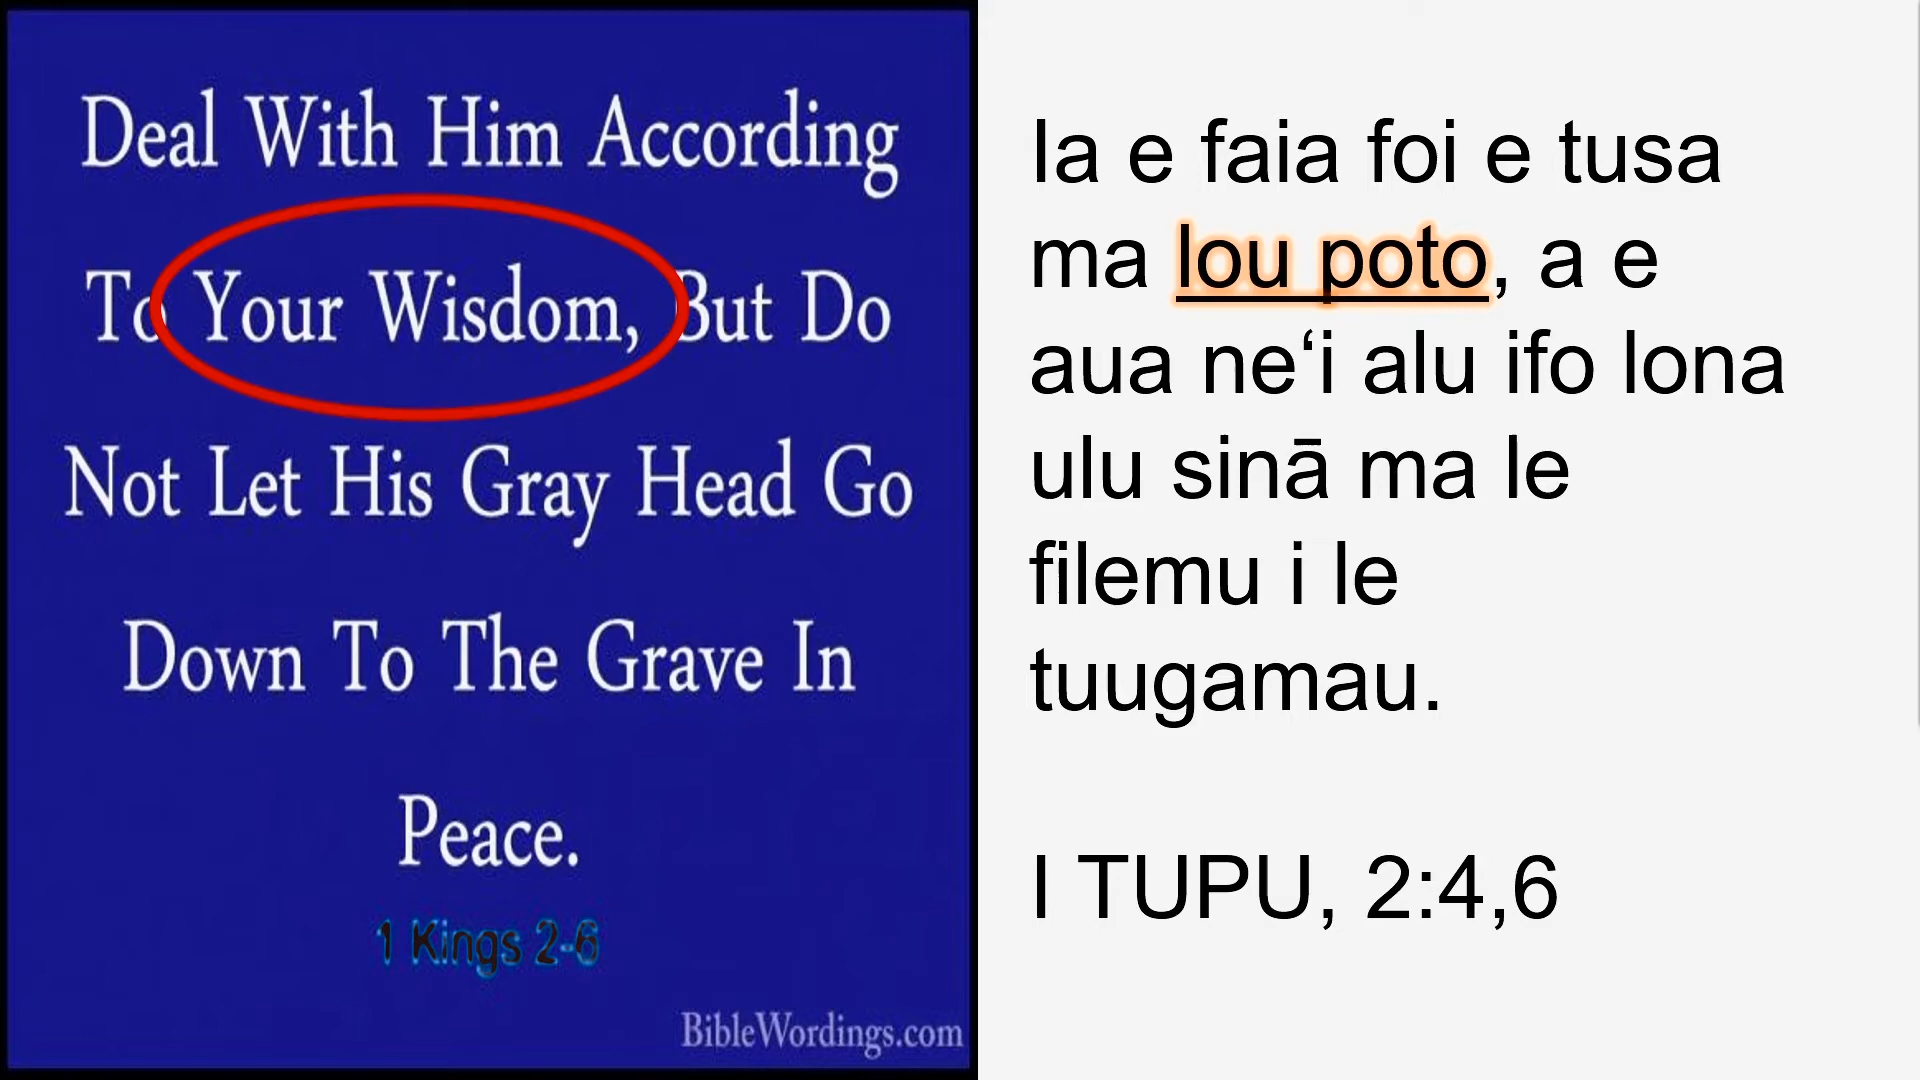 Deal With Him According
To Your Wisdom, But Do
Not Let His Gray Head Go
Down To The Grave In
Peace.
1 Kings 2-6
BibleWordings.com
Ia e faia foi e tusa
ma lou poto, a e
aua ne‘i alu ifo lona
ulu sinā ma le
filemu i le
tuugamau.
I TUPU, 2:4,6